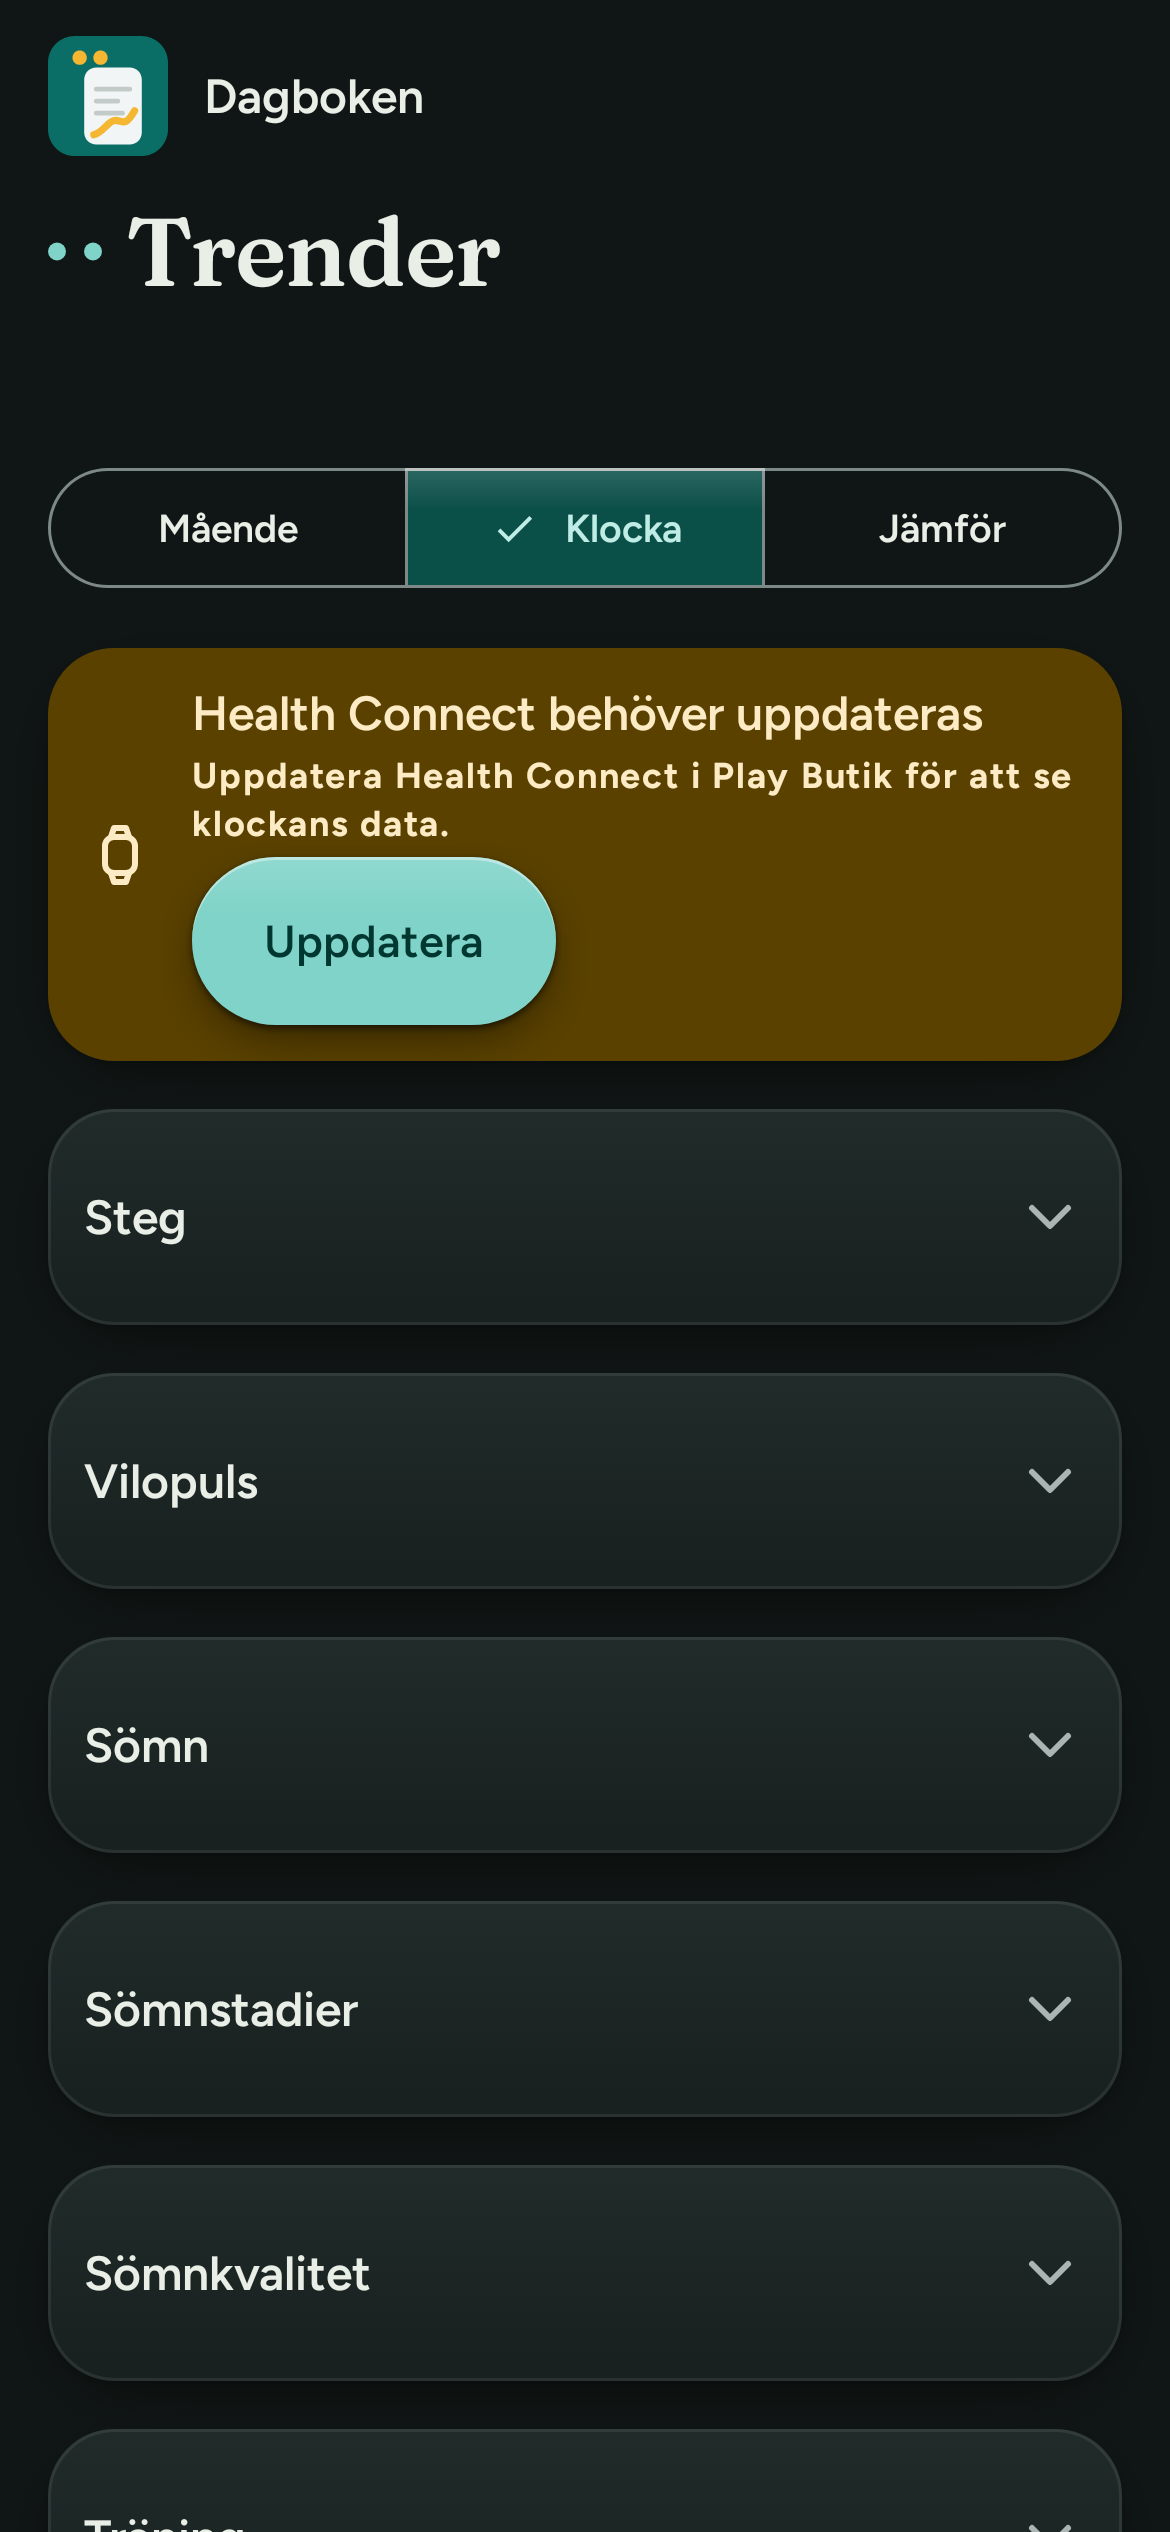 Dagboken
Trender
Mående
Klocka
Jämför
Health Connect behöver uppdateras
Uppdatera Health Connect i Play Butik för att se
klockans data.
Uppdatera
Steg
Vilopuls
Sömn
Sömnstadier
Sömnkvalitet
Träning